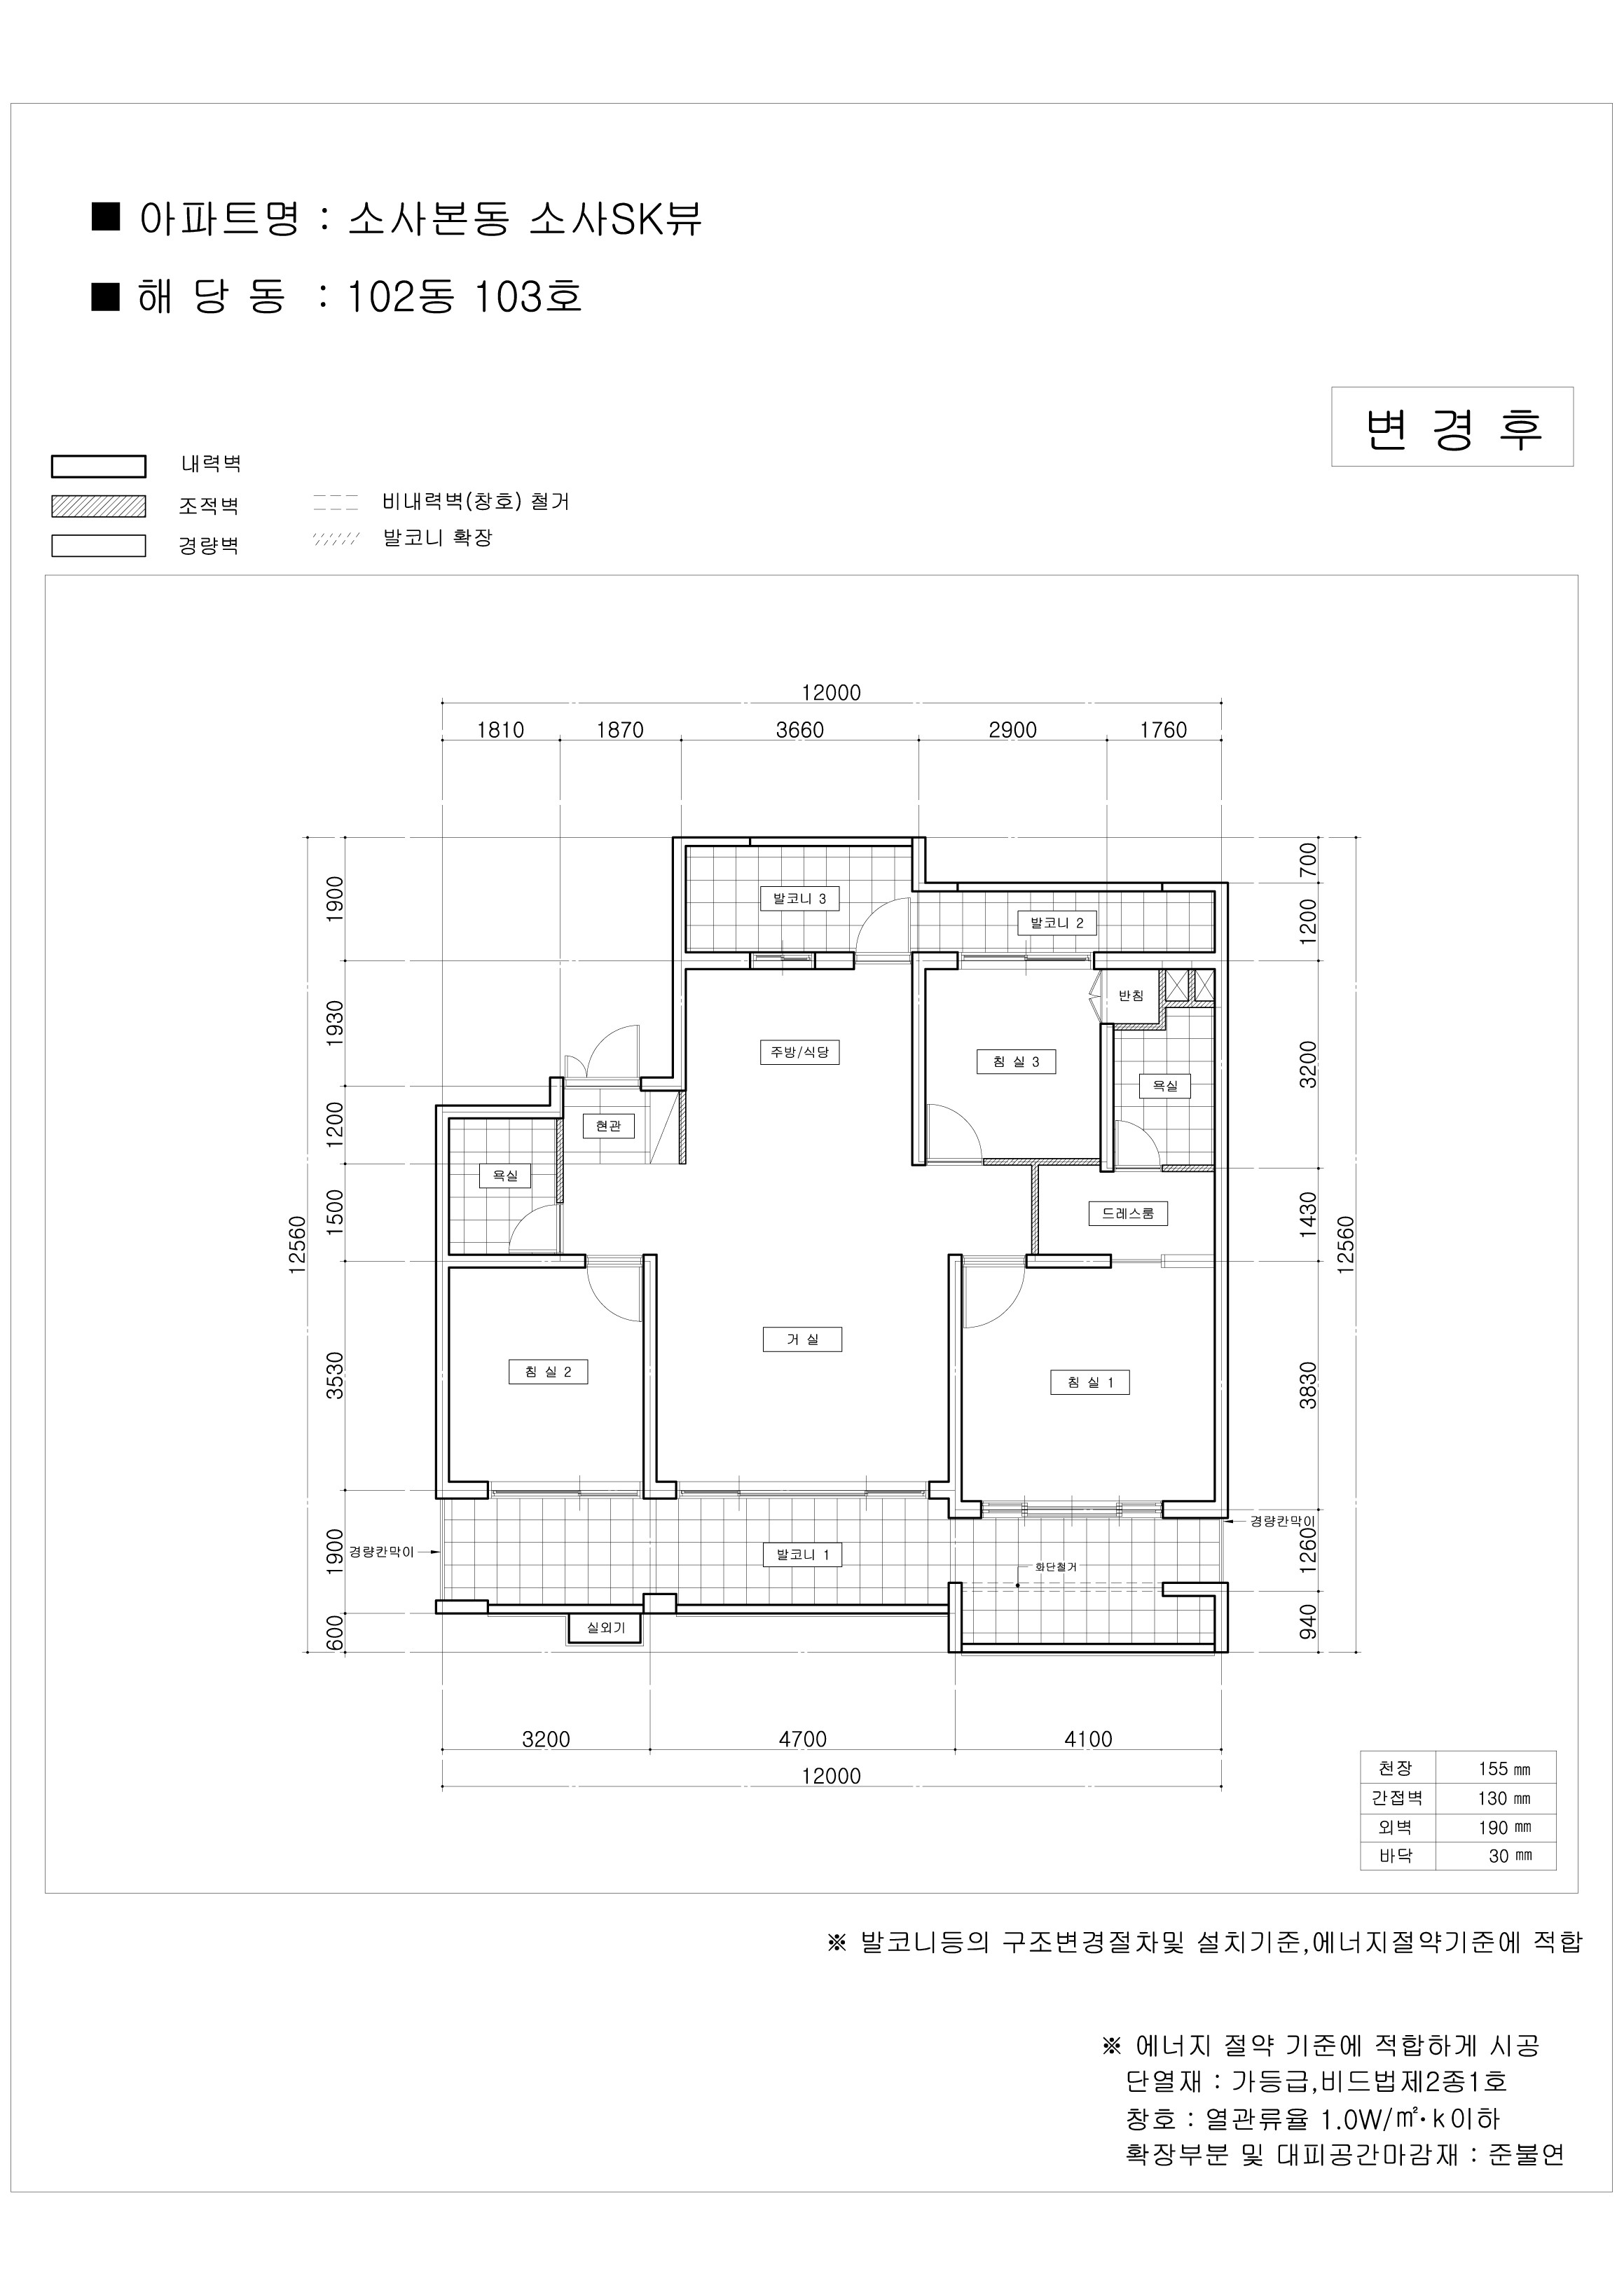 ■ 아파트명 : 소사본동 소사SK뷰
■ 해 당 동 : 102동 103호
변 경 후
내력벽
조적벽
경량벽
비내력벽(창호) 철거
발코니 확장
12000
1810 1870 3660 2900 1760
12560
1900
1930
1200
1500
3530
1900
600
700
1200
3200
1430
3830
1260
940
12560
발코니 3
발코니 2
반침
주방/식당
침 실 3
욕실
현관
욕실
드레스룸
거 실
침 실 2
침 실 1
경량칸막이
경량칸막이
발코니 1
화단철거
실외기
3200 4700 4100
12000
천장 155 ㎜
간접벽 130 ㎜
외벽 190 ㎜
바닥 30 ㎜
※ 발코니등의 구조변경절차및 설치기준,에너지절약기준에 적합
※ 에너지 절약 기준에 적합하게 시공
단열재 : 가등급,비드법제2종1호
창호 : 열관류율 1.0W/㎡·k이하
확장부분 및 대피공간마감재 : 준불연